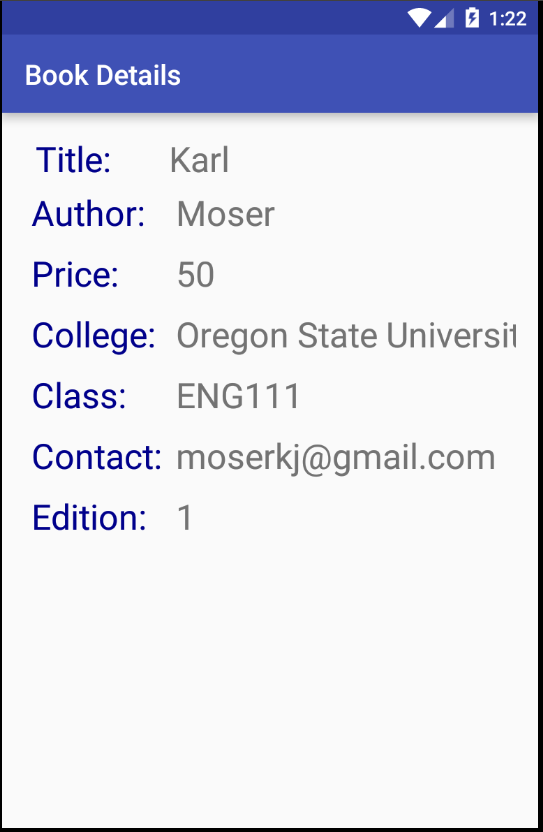 1:22
Book Details
Title: Karl
Author: Moser
Price: 50
College: Oregon State Universit
Class: ENG111
Contact: moserkj@gmail.com
Edition: 1